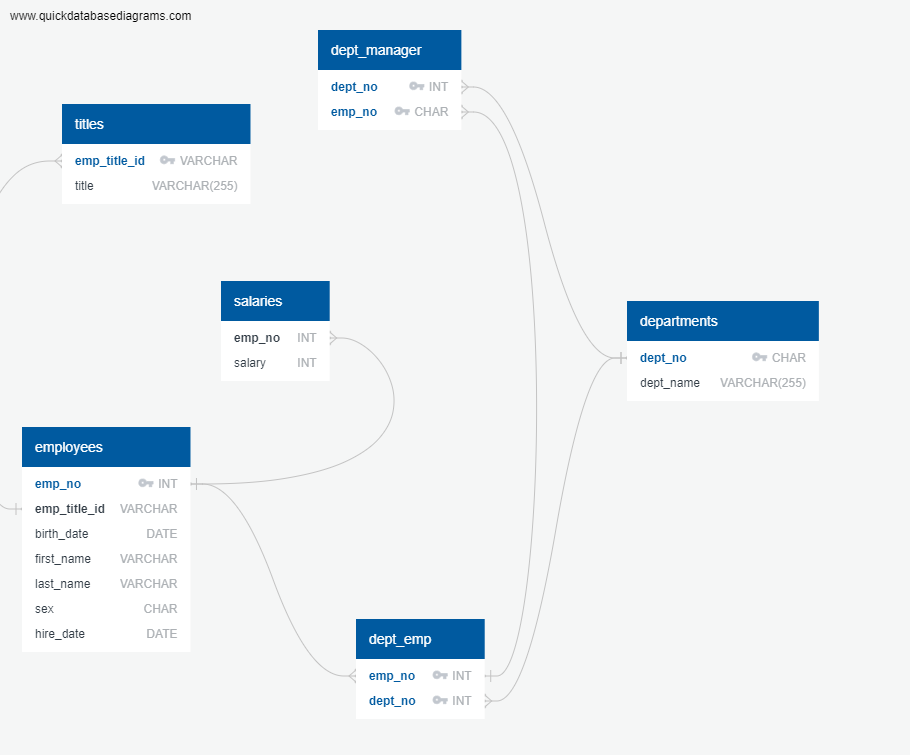 www.quickdatabasediagrams.com
dept_manager
dept_no INT
emp_no CHAR
titles
emp_title_id VARCHAR
title VARCHAR(255)
salaries
emp_no INT
salary INT
departments
dept_no CHAR
dept_name VARCHAR(255)
employees
emp_no INT
emp_title_id VARCHAR
birth_date DATE
first_name VARCHAR
last_name VARCHAR
sex CHAR
hire_date DATE
dept_emp
emp_no INT
dept_no INT